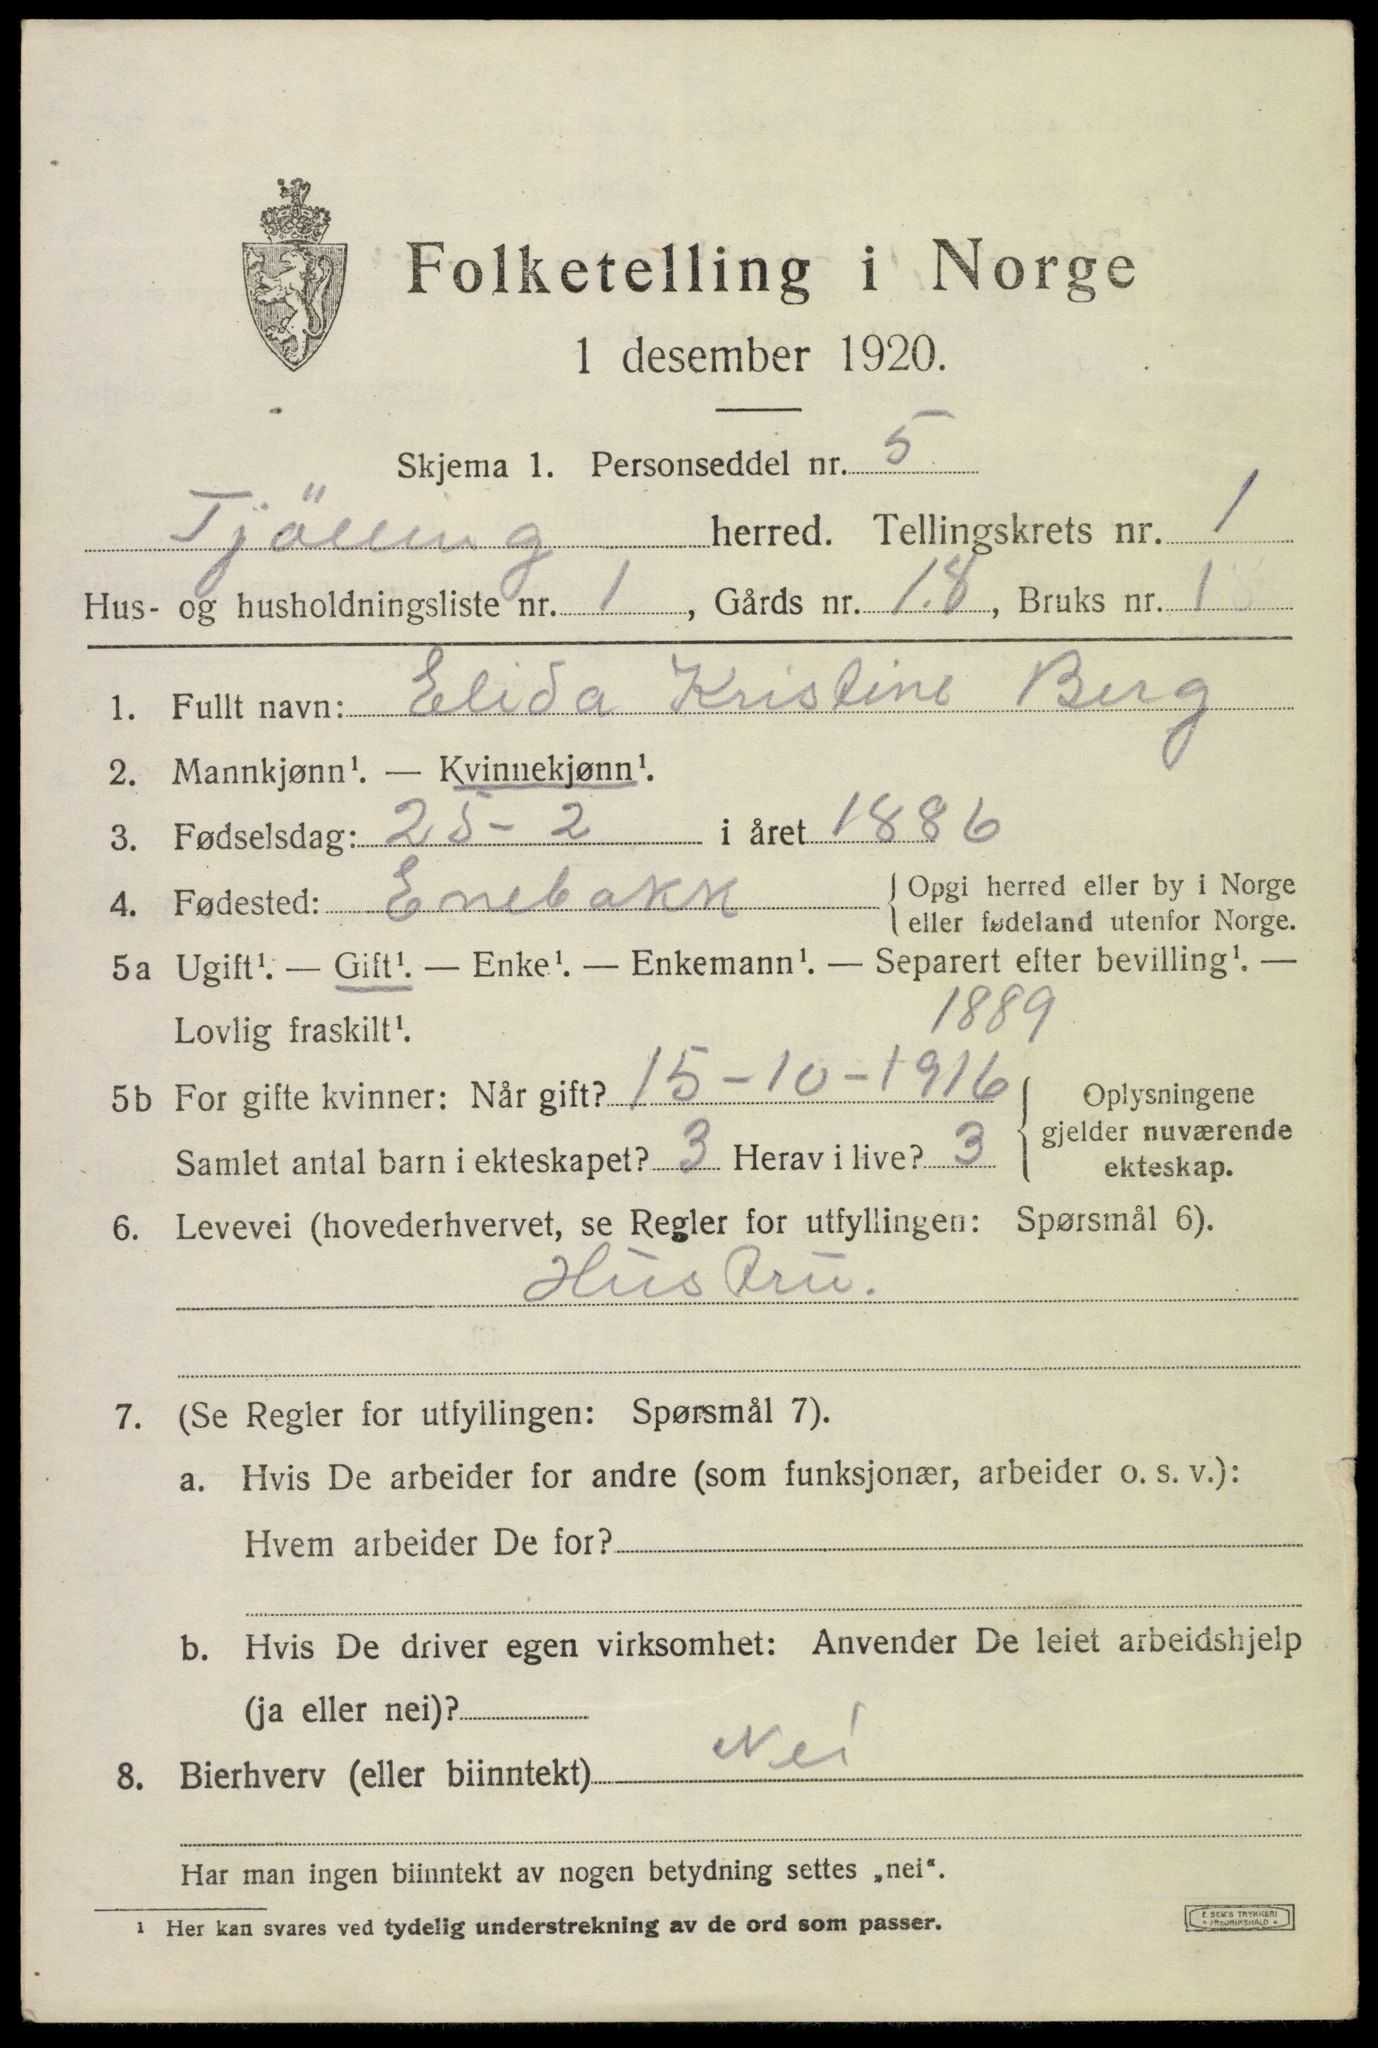 Folketelling i Norge
1 desember 1920.
Skjema 1. Personseddel nr. 5
Tjölling herred. Tellingskrets nr. 1
Hus- og husholdningsliste nr. 1, Gårds nr. 18, Bruks nr. 1
1. Fullt navn: Elida Kristine Berg
2. Mannkjønn¹. — Kvinnekjønn¹.
3. Fødselsdag: 25-2 i året 1886
4. Fødested: Enebakk { Opgi herred eller by i Norge
eller fødeland utenfor Norge.
5a Ugift¹. — Gift¹. — Enke¹. — Enkemann¹. — Separert efter bevilling¹. —
Lovlig fraskilt¹. 1889
5b For gifte kvinner: Når gift? 15-10-1916 { Oplysningene
gjelder nuværende
Samlet antal barn i ekteskapet? 3 Herav i live? 3 ekteskap.
6. Levevei (hovederhvervet, se Regler for utfyllingen: Spørsmål 6).
Hustru.
7. (Se Regler for utfyllingen: Spørsmål 7).
a. Hvis De arbeider for andre (som funksjonær, arbeider o. s. v.):
Hvem arbeider De for?
b. Hvis De driver egen virksomhet: Anvender De leiet arbeidshjelp
(ja eller nei)?
8. Bierhverv (eller biinntekt) Nei
Har man ingen biinntekt av nogen betydning settes „nei“.
¹ Her kan svares ved tydelig understrekning av de ord som passer.
E. SEM'S TRYKKERI
* FREDRIKSHALD *